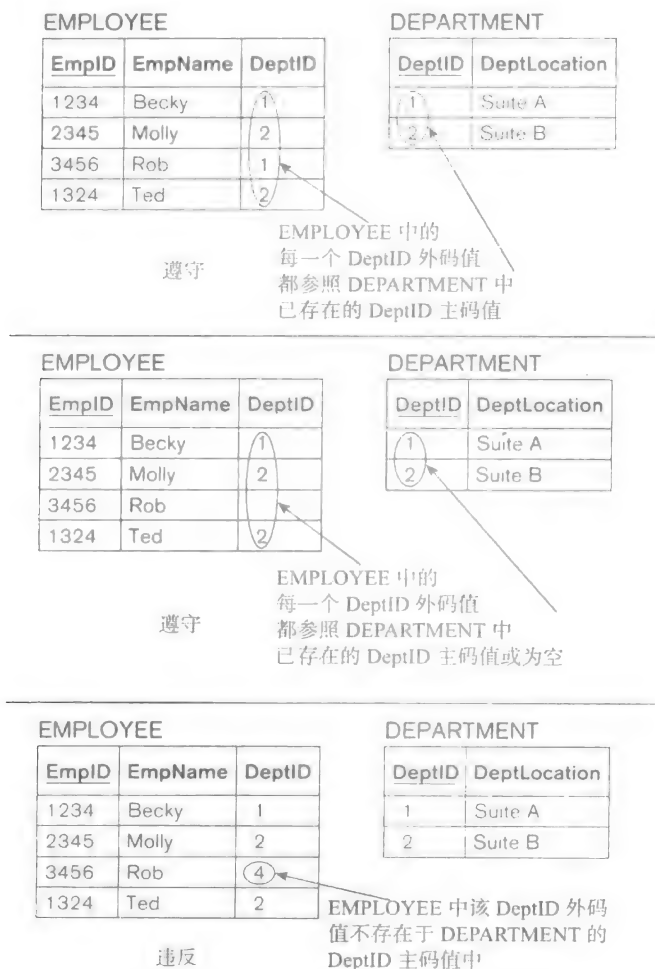 EMPLOYEE
EmpID EmpName DeptID
1234 Becky 1
2345 Molly 2
3456 Rob 1
1324 Ted 2
DEPARTMENT
DeptID DeptLocation
1 Suite A
2 Suite B
EMPLOYEE 中的
每一个 DeptID 外码值
都参照 DEPARTMENT 中
已存在的 DeptID 主码值
遵守
EMPLOYEE
EmpID EmpName DeptID
1234 Becky 1
2345 Molly 2
3456 Rob
1324 Ted 2
DEPARTMENT
DeptID DeptLocation
1 Suite A
2 Suite B
EMPLOYEE 中的
每一个 DeptID 外码值
都参照 DEPARTMENT 中
已存在的 DeptID 主码值或为空
遵守
EMPLOYEE
EmpID EmpName DeptID
1234 Becky 1
2345 Molly 2
3456 Rob 4
1324 Ted 2
DEPARTMENT
DeptID DeptLocation
1 Suite A
2 Suite B
EMPLOYEE 中该 DeptID 外码
值不存在于 DEPARTMENT 的
DeptID 主码值中
违反